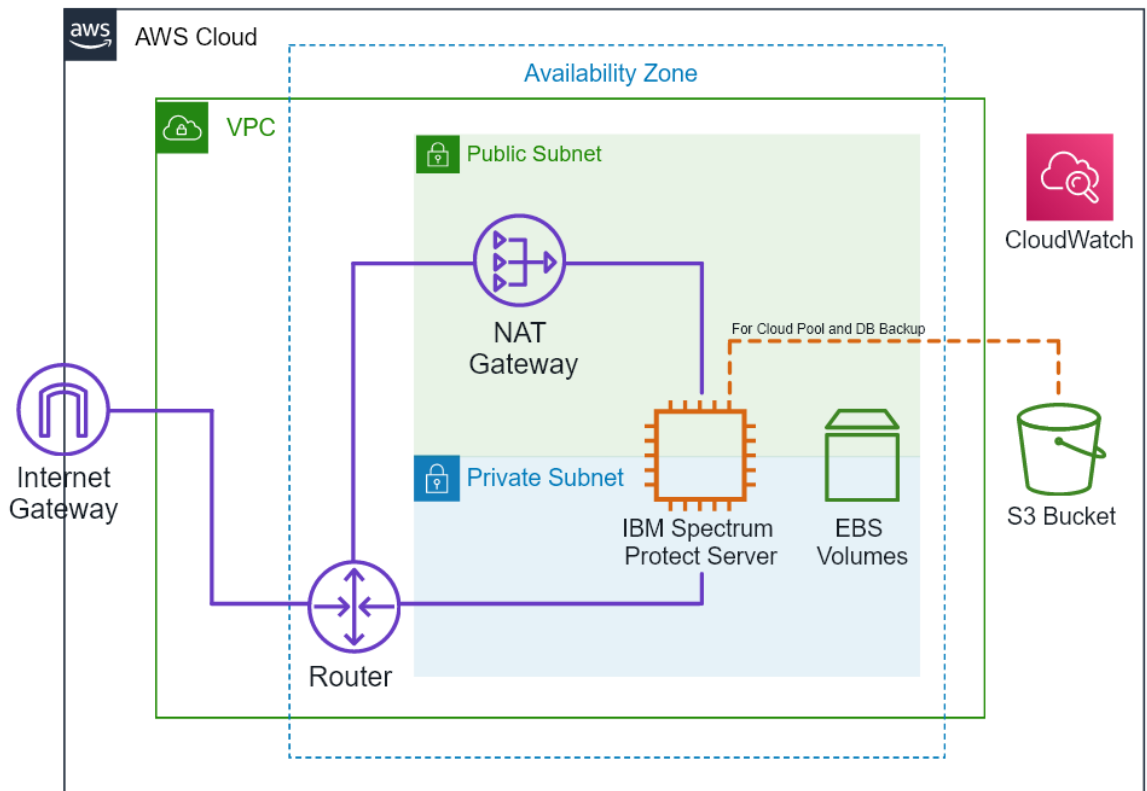 aws
AWS Cloud
Availability Zone
VPC
Public Subnet
CloudWatch
NAT
Gateway
For Cloud Pool and DB Backup
Internet
Gateway
Private Subnet
IBM Spectrum
Protect Server
EBS
Volumes
S3 Bucket
Router